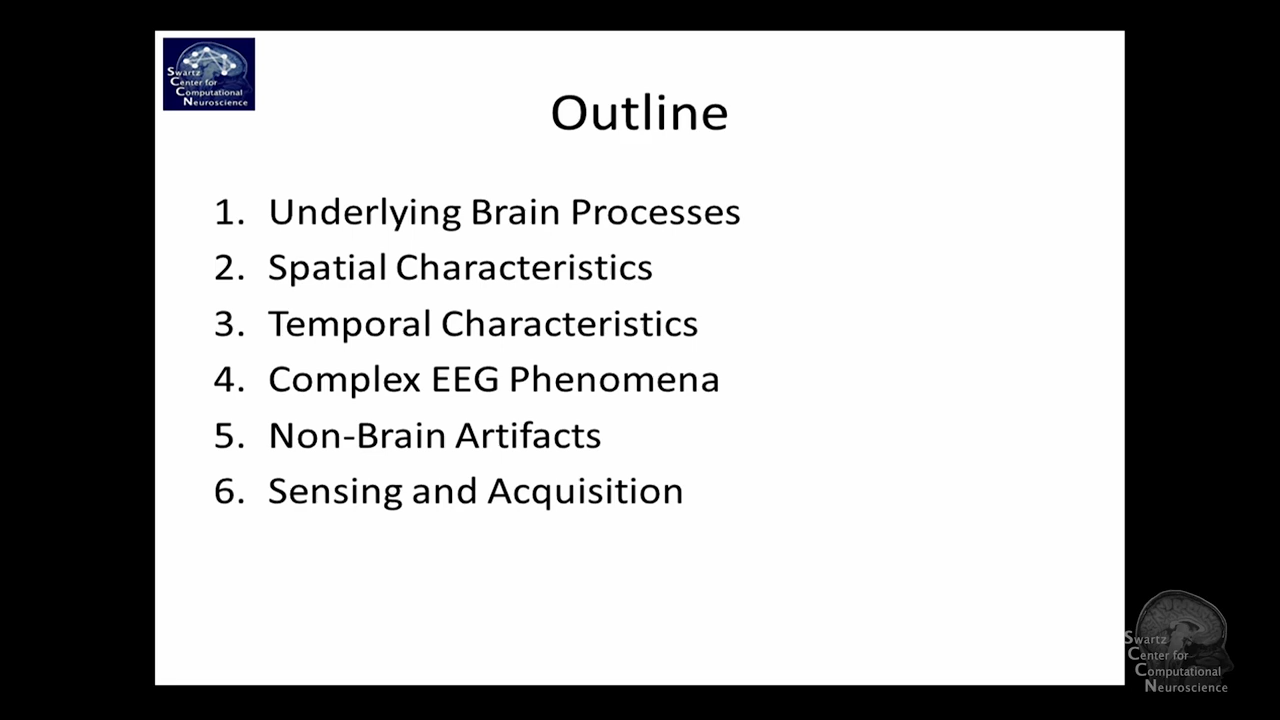 Swartz
Center for
Computational
Neuroscience
Outline
1. Underlying Brain Processes
2. Spatial Characteristics
3. Temporal Characteristics
4. Complex EEG Phenomena
5. Non-Brain Artifacts
6. Sensing and Acquisition
Swartz
Center for
Computational
Neuroscience